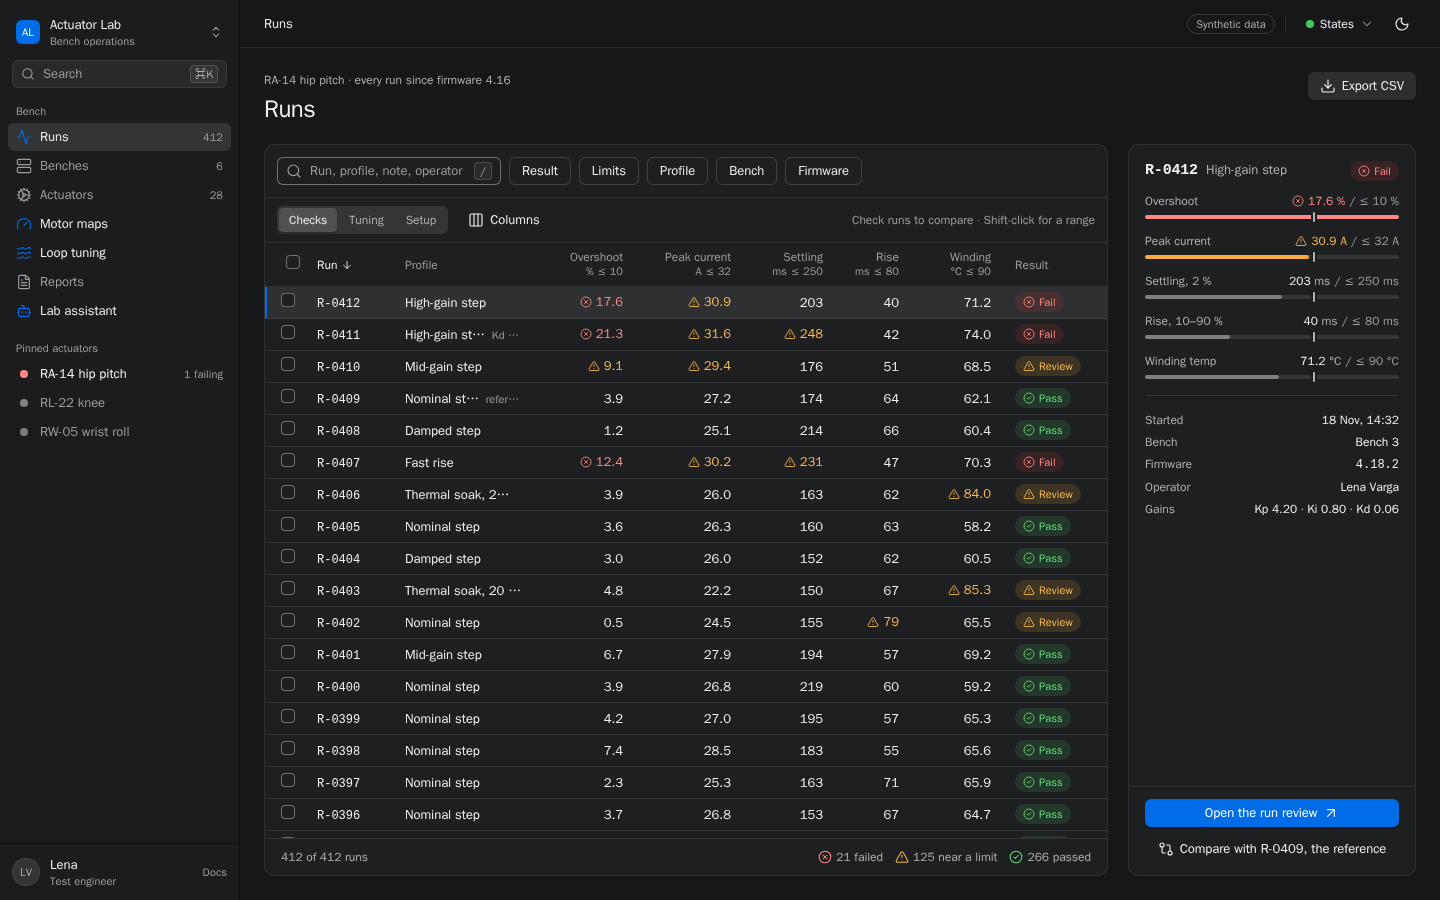 AL
Actuator Lab
Bench operations
Search ⌘K
Bench
Runs 412
Benches 6
Actuators 28
Motor maps
Loop tuning
Reports
Lab assistant
Pinned actuators
RA-14 hip pitch 1 failing
RL-22 knee
RW-05 wrist roll
LV
Lena
Test engineer
Docs
Runs
Synthetic data
States
RA-14 hip pitch · every run since firmware 4.16
Runs
Export CSV
Run, profile, note, operator /
Result Limits Profile Bench Firmware
Checks Tuning Setup Columns
Check runs to compare · Shift-click for a range
Run ↓ Profile Overshoot % ≤ 10 Peak current A ≤ 32 Settling ms ≤ 250 Rise ms ≤ 80 Winding °C ≤ 90 Result
R-0412 High-gain step 17.6 30.9 203 40 71.2 Fail
R-0411 High-gain st··· Kd ··· 21.3 31.6 248 42 74.0 Fail
R-0410 Mid-gain step 9.1 29.4 176 51 68.5 Review
R-0409 Nominal st··· refer··· 3.9 27.2 174 64 62.1 Pass
R-0408 Damped step 1.2 25.1 214 66 60.4 Pass
R-0407 Fast rise 12.4 30.2 231 47 70.3 Fail
R-0406 Thermal soak, 2··· 3.9 26.0 163 62 84.0 Review
R-0405 Nominal step 3.6 26.3 160 63 58.2 Pass
R-0404 Damped step 3.0 26.0 152 62 60.5 Pass
R-0403 Thermal soak, 20 ··· 4.8 22.2 150 67 85.3 Review
R-0402 Nominal step 0.5 24.5 155 79 65.5 Review
R-0401 Mid-gain step 6.7 27.9 194 57 69.2 Pass
R-0400 Nominal step 3.9 26.8 219 60 59.2 Pass
R-0399 Nominal step 4.2 27.0 195 57 65.3 Pass
R-0398 Nominal step 7.4 28.5 183 55 65.6 Pass
R-0397 Nominal step 2.3 25.3 163 71 65.9 Pass
R-0396 Nominal step 3.7 26.8 153 67 64.7 Pass
412 of 412 runs 21 failed 125 near a limit 266 passed
R-0412 High-gain step Fail
Overshoot 17.6 % / ≤ 10 %
Peak current 30.9 A / ≤ 32 A
Settling, 2 % 203 ms / ≤ 250 ms
Rise, 10–90 % 40 ms / ≤ 80 ms
Winding temp 71.2 °C / ≤ 90 °C
Started 18 Nov, 14:32
Bench Bench 3
Firmware 4.18.2
Operator Lena Varga
Gains Kp 4.20 · Ki 0.80 · Kd 0.06
Open the run review
Compare with R-0409, the reference